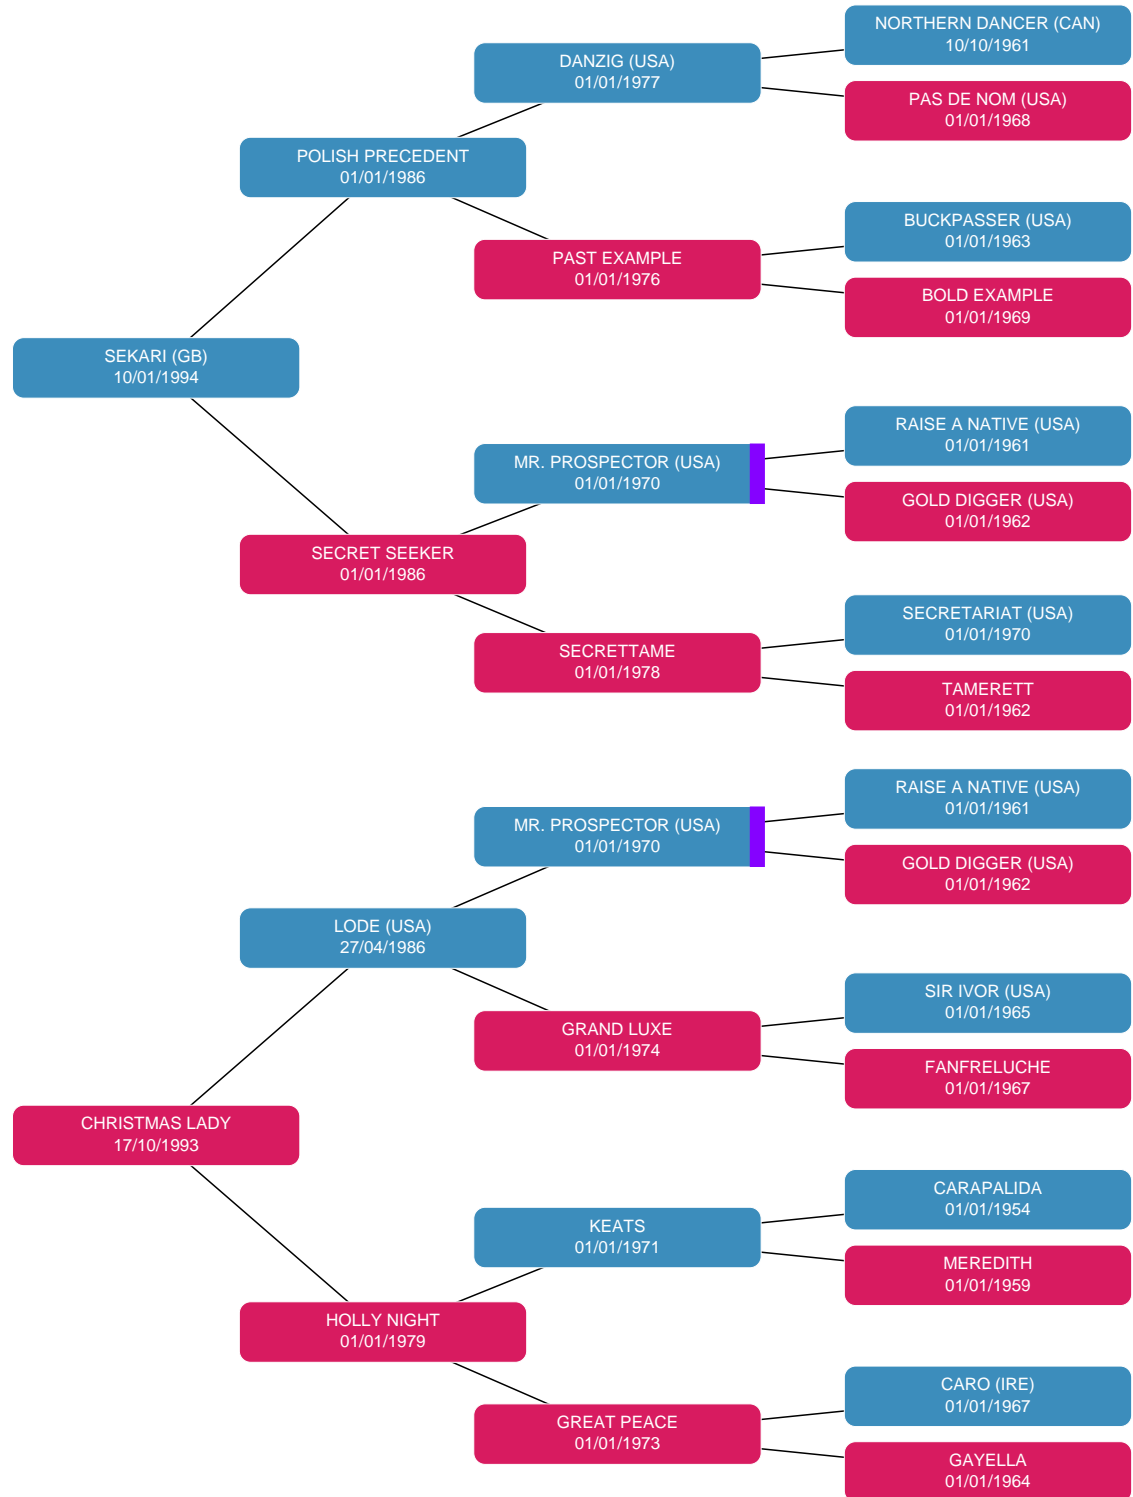 NORTHERN DANCER (CAN)
10/10/1961
DANZIG (USA)
01/01/1977
PAS DE NOM (USA)
01/01/1968
POLISH PRECEDENT
01/01/1986
BUCKPASSER (USA)
01/01/1963
PAST EXAMPLE
01/01/1976
BOLD EXAMPLE
01/01/1969
SEKARI (GB)
10/01/1994
RAISE A NATIVE (USA)
01/01/1961
MR. PROSPECTOR (USA)
01/01/1970
GOLD DIGGER (USA)
01/01/1962
SECRET SEEKER
01/01/1986
SECRETARIAT (USA)
01/01/1970
SECRETTAME
01/01/1978
TAMERETT
01/01/1962
RAISE A NATIVE (USA)
01/01/1961
MR. PROSPECTOR (USA)
01/01/1970
GOLD DIGGER (USA)
01/01/1962
LODE (USA)
27/04/1986
SIR IVOR (USA)
01/01/1965
GRAND LUXE
01/01/1974
FANFRELUCHE
01/01/1967
CHRISTMAS LADY
17/10/1993
CARAPALIDA
01/01/1954
KEATS
01/01/1971
MEREDITH
01/01/1959
HOLLY NIGHT
01/01/1979
CARO (IRE)
01/01/1967
GREAT PEACE
01/01/1973
GAYELLA
01/01/1964